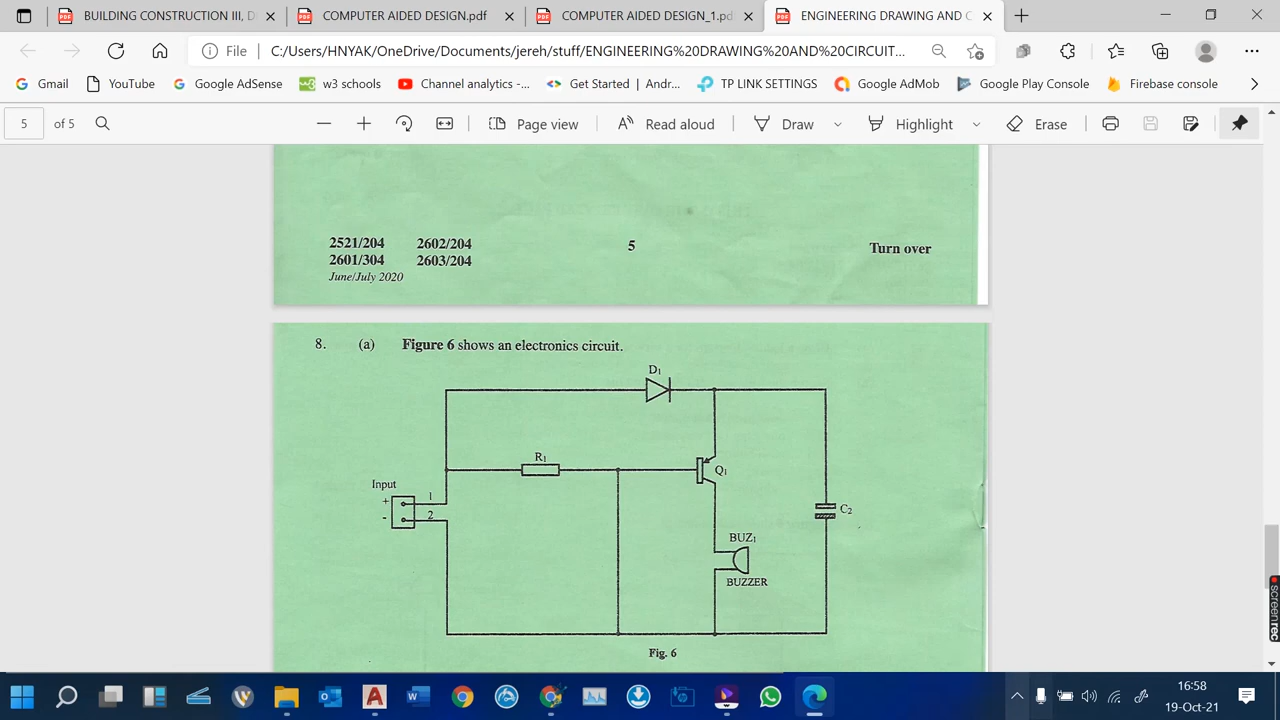 BUILDING CONSTRUCTION III, D
COMPUTER AIDED DESIGN.pdf
COMPUTER AIDED DESIGN_1.pd
ENGINEERING DRAWING AND C
File
C:/Users/HNYAK/OneDrive/Documents/jereh/stuff/ENGINEERING%20DRAWING%20AND%20CIRCUIT...
Gmail
YouTube
Google AdSense
w3 schools
Channel analytics -...
Get Started | Andr...
TP LINK SETTINGS
Google AdMob
Google Play Console
Firebase console
5 of 5
Page view
Read aloud
Draw
Highlight
Erase
2521/204 2602/204
2601/304 2603/204
June/July 2020
5
Turn over
8. (a) Figure 6 shows an electronics circuit.
D1
R1
Q1
Input
+ 1
- 2
C2
BUZ1
BUZZER
Fig. 6
screenrec
16:58
19-Oct-21